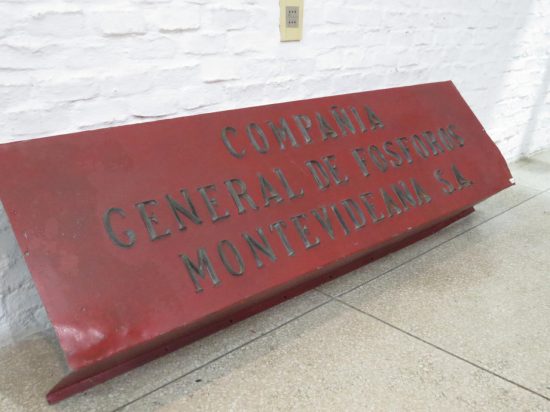 COMPAÑIA
GENERAL DE FOSFOROS
MONTEVIDEANA S.A.